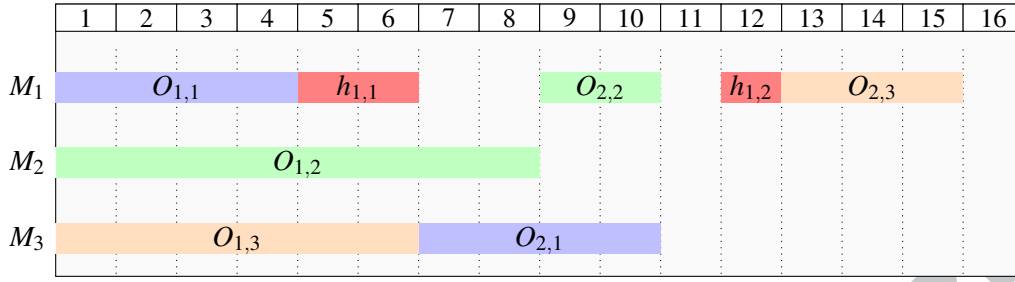 1 2 3 4 5 6 7 8 9 10 11 12 13 14 15 16
M₁ O₁,₁ h₁,₁ O₂,₂ h₁,₂ O₂,₃
M₂ O₁,₂
M₃ O₁,₃ O₂,₁